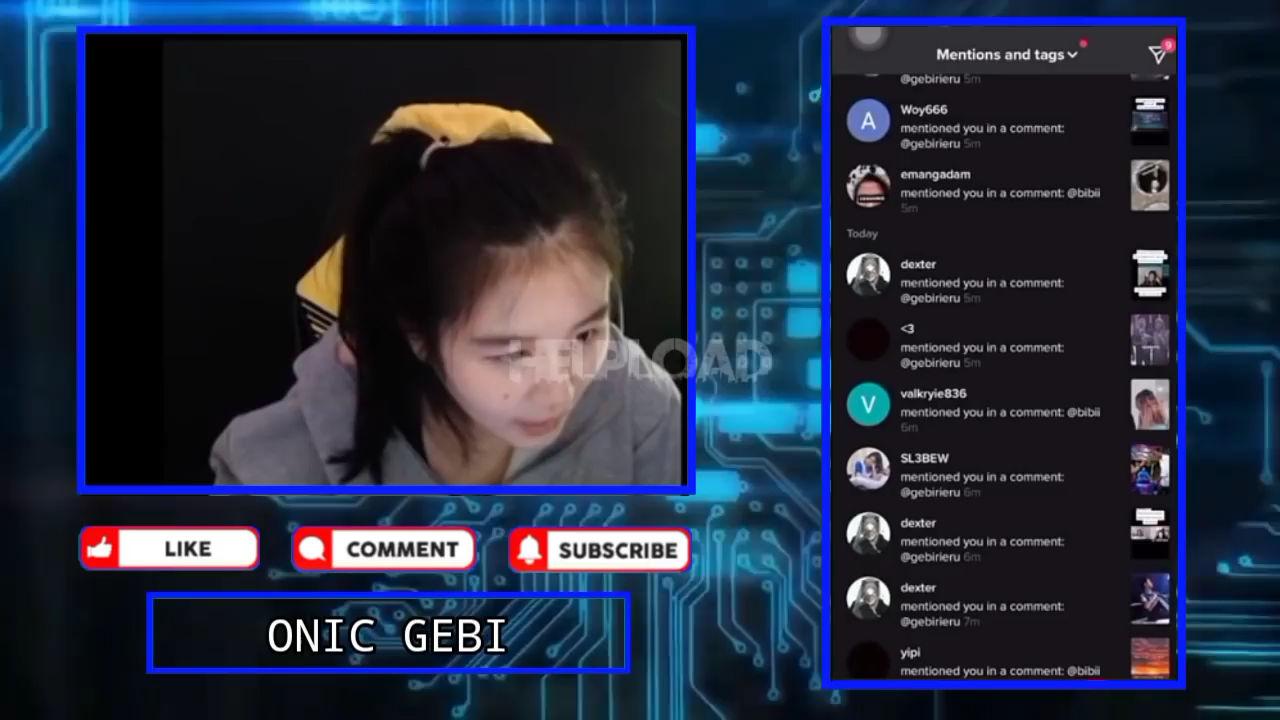 HELPLOAD
LIKE
COMMENT
SUBSCRIBE
ONIC GEBI
Mentions and tags
9
@gebirieru 5m
A
Woy666
mentioned you in a comment:
@gebirieru 5m
emangadam
mentioned you in a comment: @bibii
5m
Today
dexter
mentioned you in a comment:
@gebirieru 5m
<3
mentioned you in a comment:
@gebirieru 5m
V
valkryie836
mentioned you in a comment: @bibii
6m
SL3BEW
mentioned you in a comment:
@gebirieru 6m
dexter
mentioned you in a comment:
@gebirieru 6m
dexter
mentioned you in a comment:
@gebirieru 7m
yipi
mentioned you in a comment: @bibii